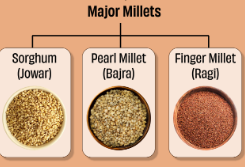 Major Millets
Sorghum
(Jowar)
Pearl Millet
(Bajra)
Finger Millet
(Ragi)